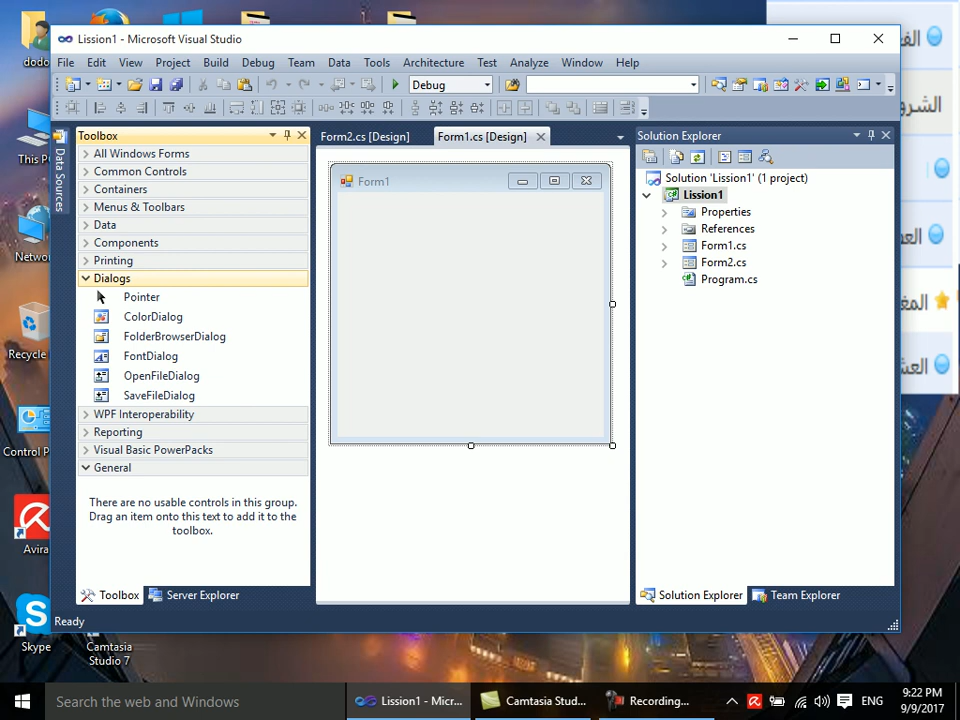 dodo
This P
Networ
Recycle
Control P
Avira
Skype
Camtasia
Studio 7
Lission1 - Microsoft Visual Studio
File Edit View Project Build Debug Team Data Tools Architecture Test Analyze Window Help
Debug
Data Sources
Toolbox
All Windows Forms
Common Controls
Containers
Menus & Toolbars
Data
Components
Printing
Dialogs
Pointer
ColorDialog
FolderBrowserDialog
FontDialog
OpenFileDialog
SaveFileDialog
WPF Interoperability
Reporting
Visual Basic PowerPacks
General
There are no usable controls in this group.
Drag an item onto this text to add it to the
toolbox.
Toolbox Server Explorer
Form2.cs [Design] Form1.cs [Design]
Form1
Solution Explorer
Solution 'Lission1' (1 project)
Lission1
Properties
References
Form1.cs
Form2.cs
Program.cs
Solution Explorer Team Explorer
Ready
الشرو
المغ
العش
Search the web and Windows
Lission1 - Micr...
Camtasia Stud...
Recording...
ENG
9:22 PM
9/9/2017